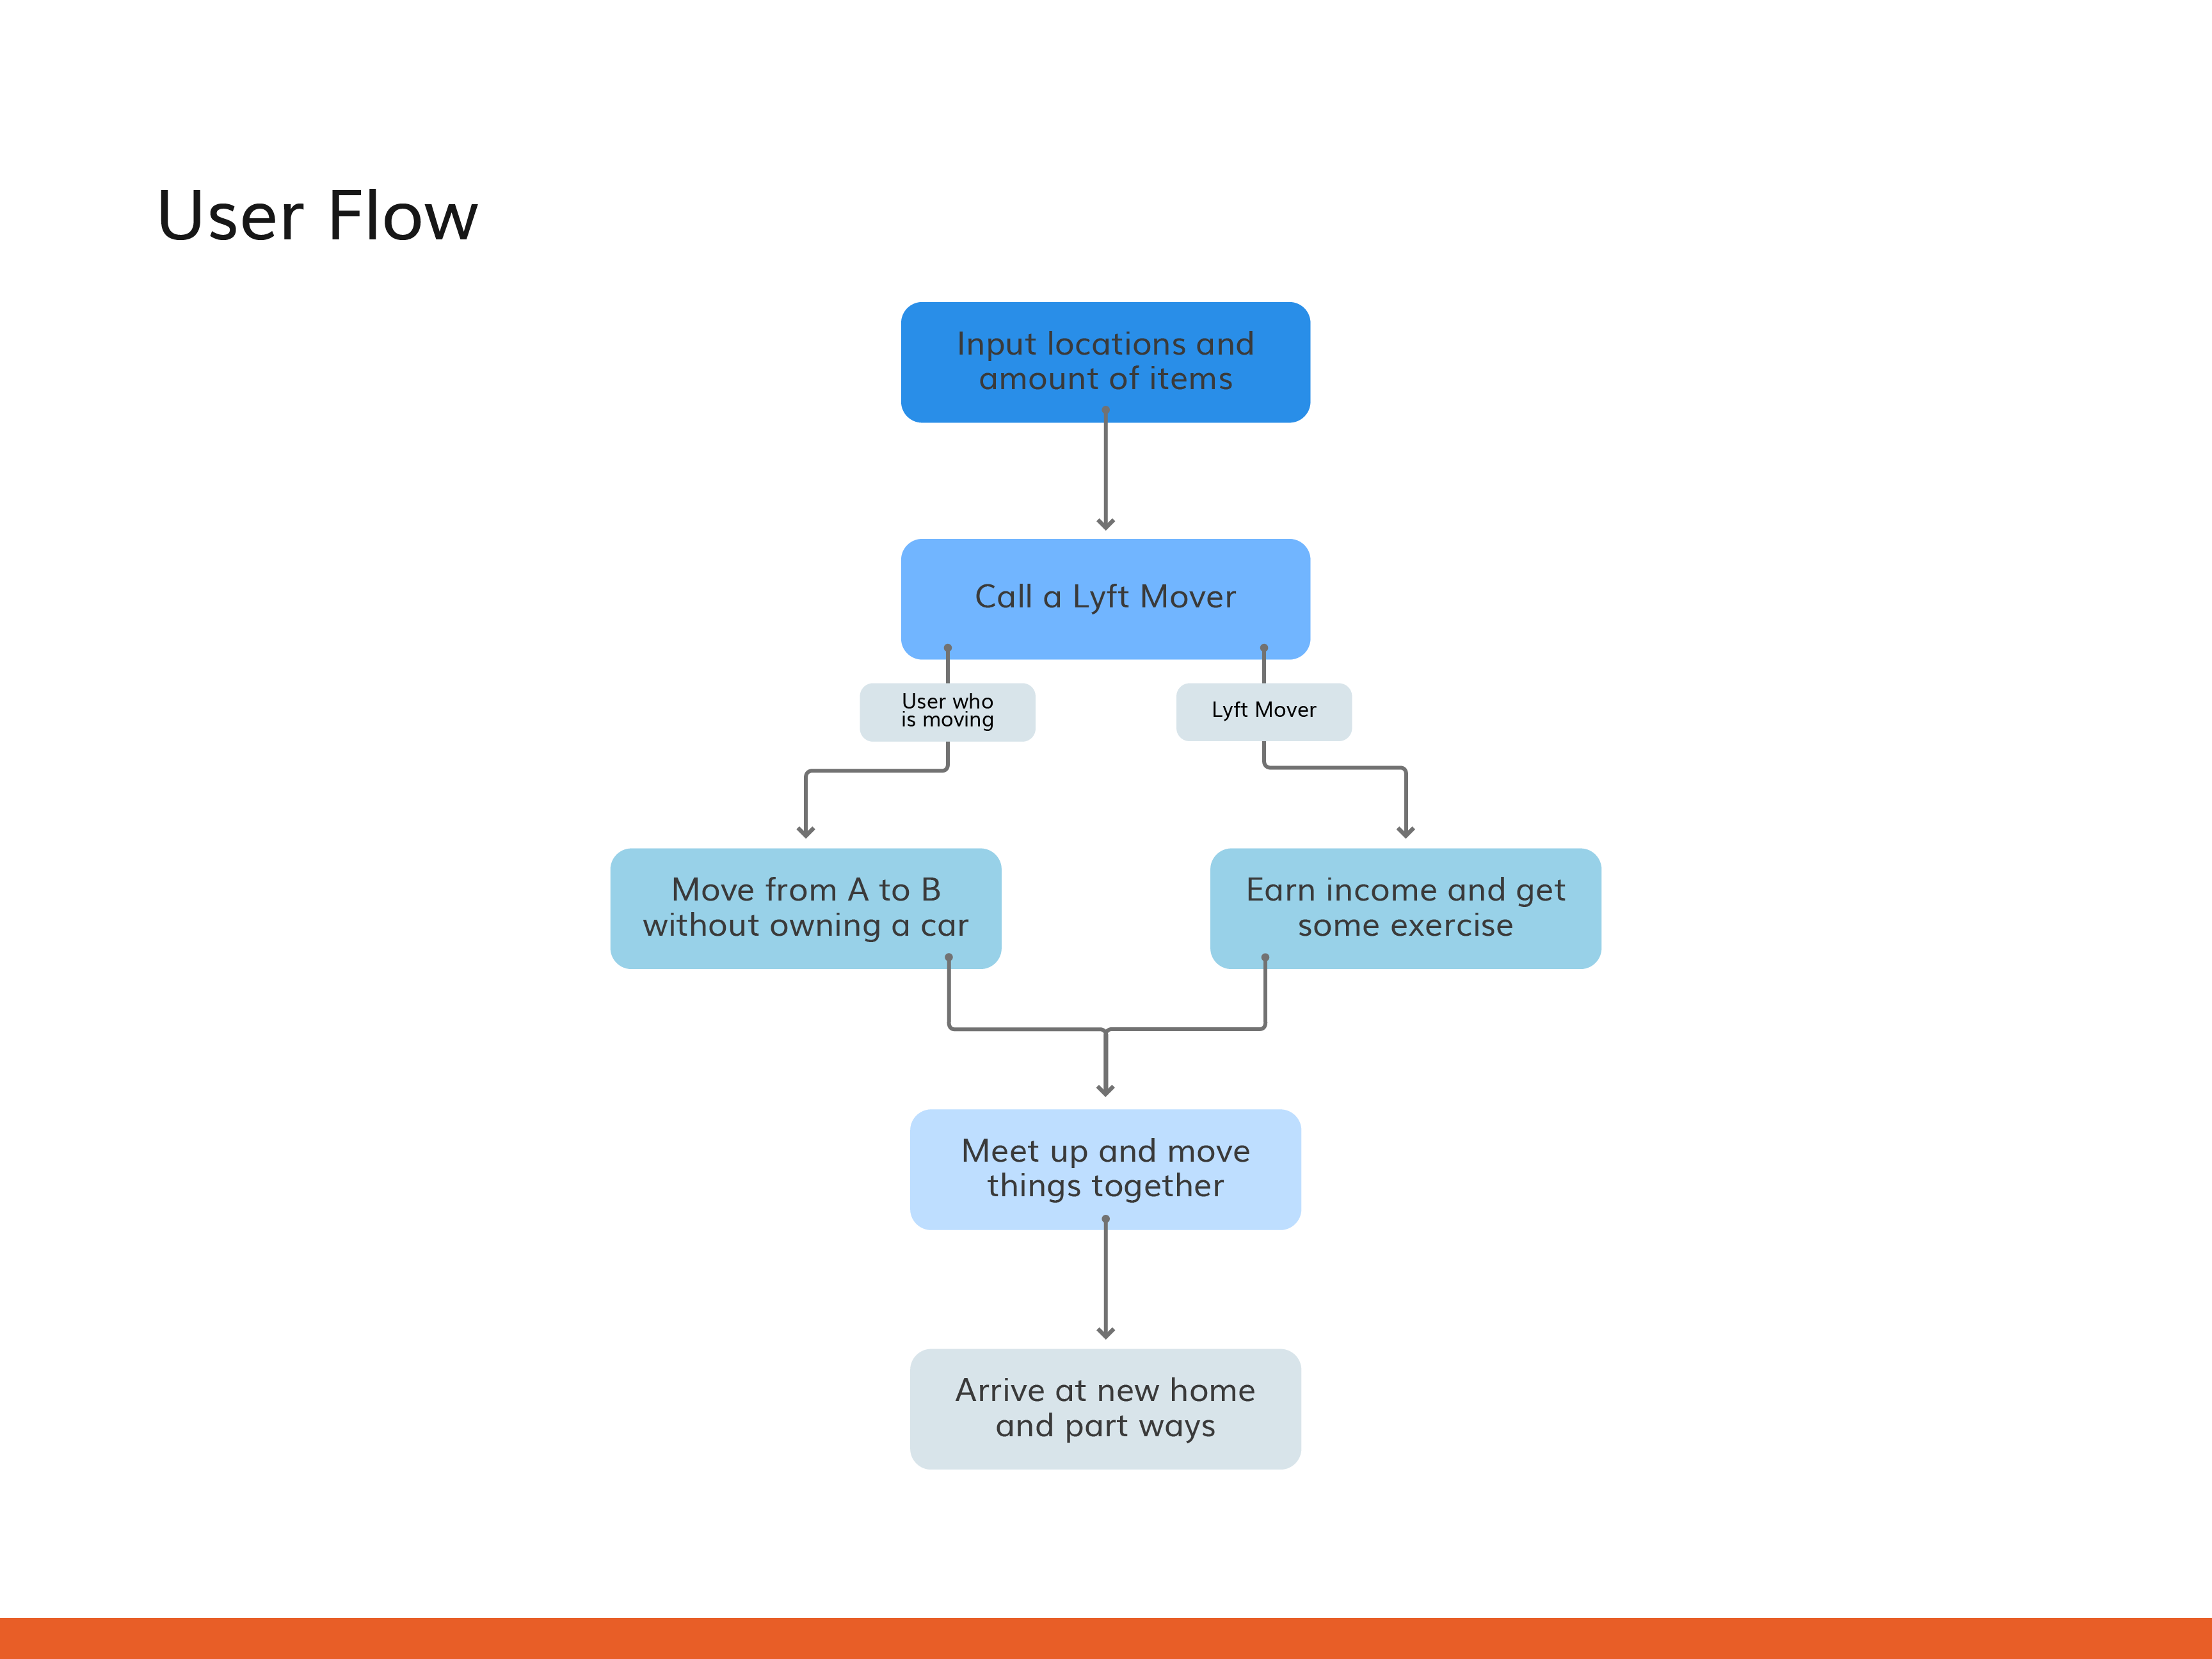 User Flow
Input locations and
amount of items
Call a Lyft Mover
User who
is moving
Lyft Mover
Move from A to B
without owning a car
Earn income and get
some exercise
Meet up and move
things together
Arrive at new home
and part ways